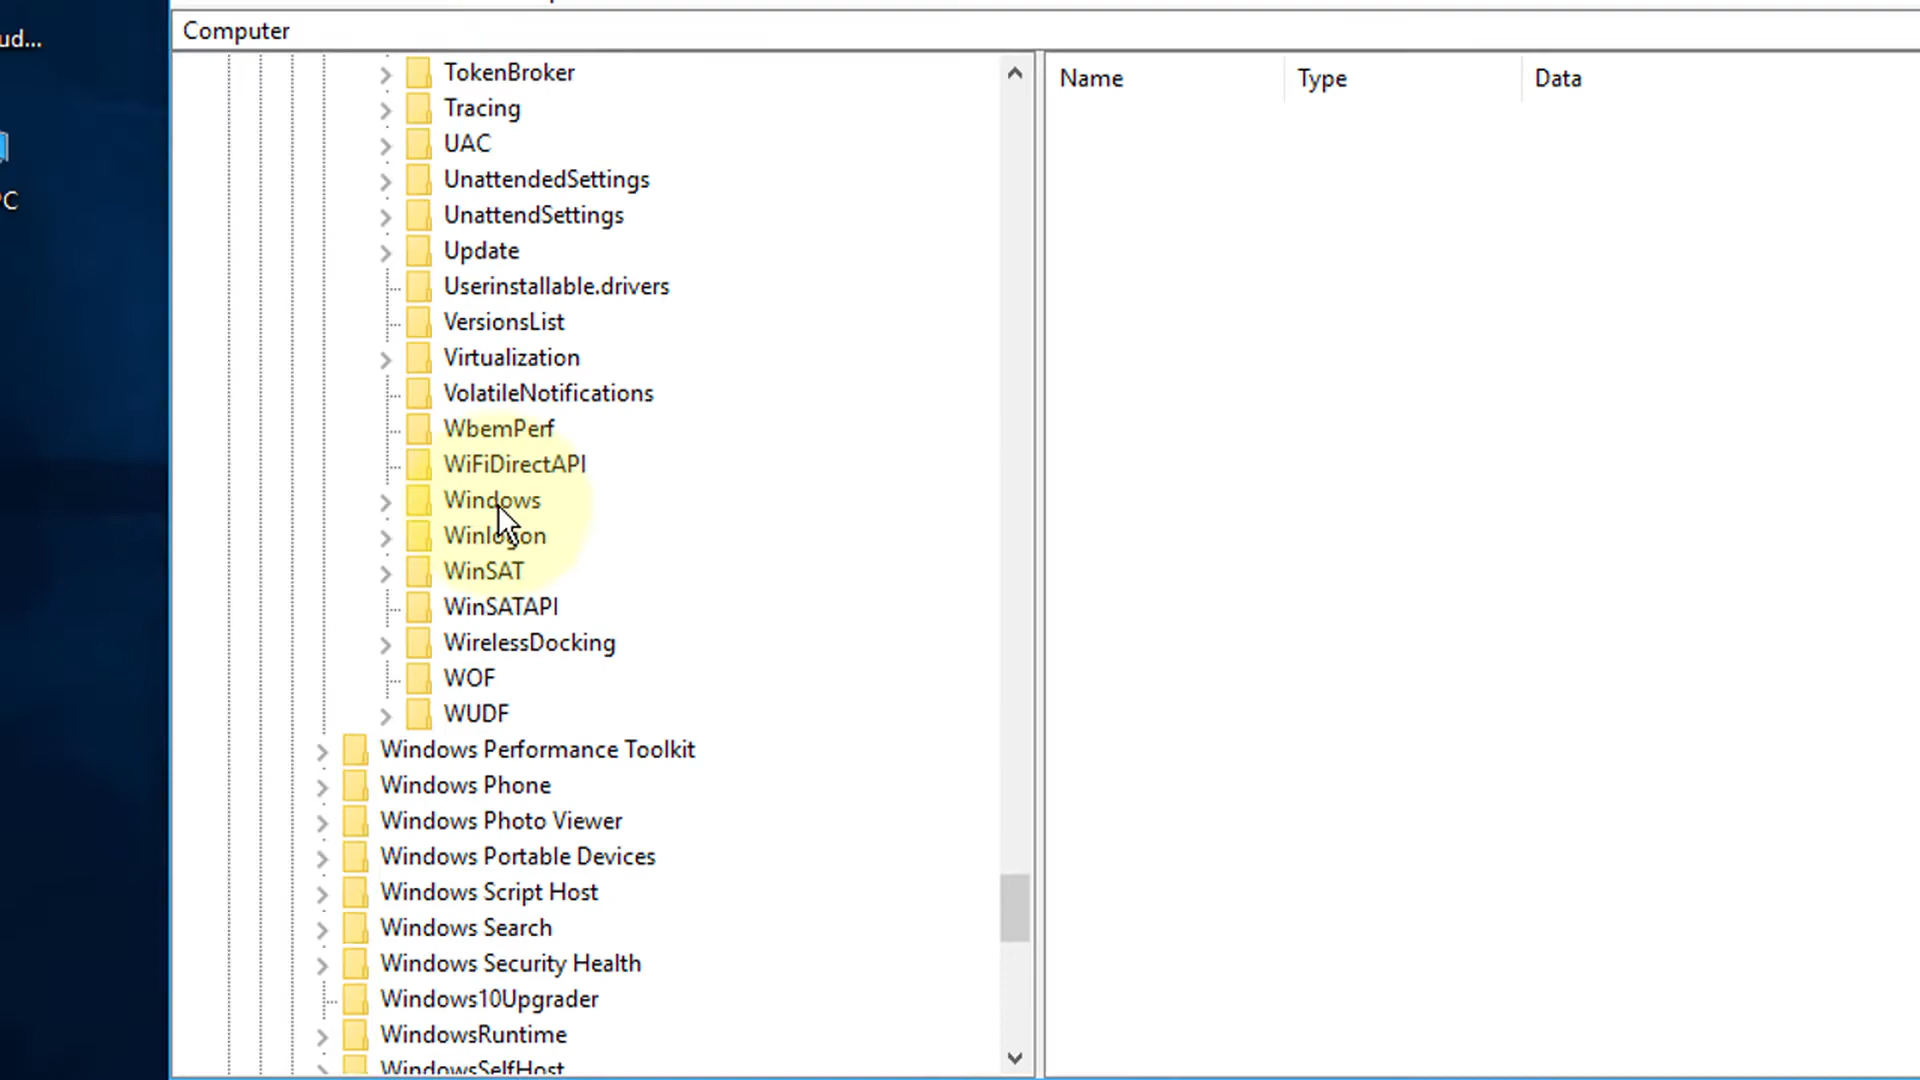 ud...
PC
Computer
TokenBroker
Tracing
UAC
UnattendedSettings
UnattendSettings
Update
Userinstallable.drivers
VersionsList
Virtualization
VolatileNotifications
WbemPerf
WiFiDirectAPI
Windows
Winlogon
WinSAT
WinSATAPI
WirelessDocking
WOF
WUDF
Windows Performance Toolkit
Windows Phone
Windows Photo Viewer
Windows Portable Devices
Windows Script Host
Windows Search
Windows Security Health
Windows10Upgrader
WindowsRuntime
WindowsSelfHost
Name Type Data